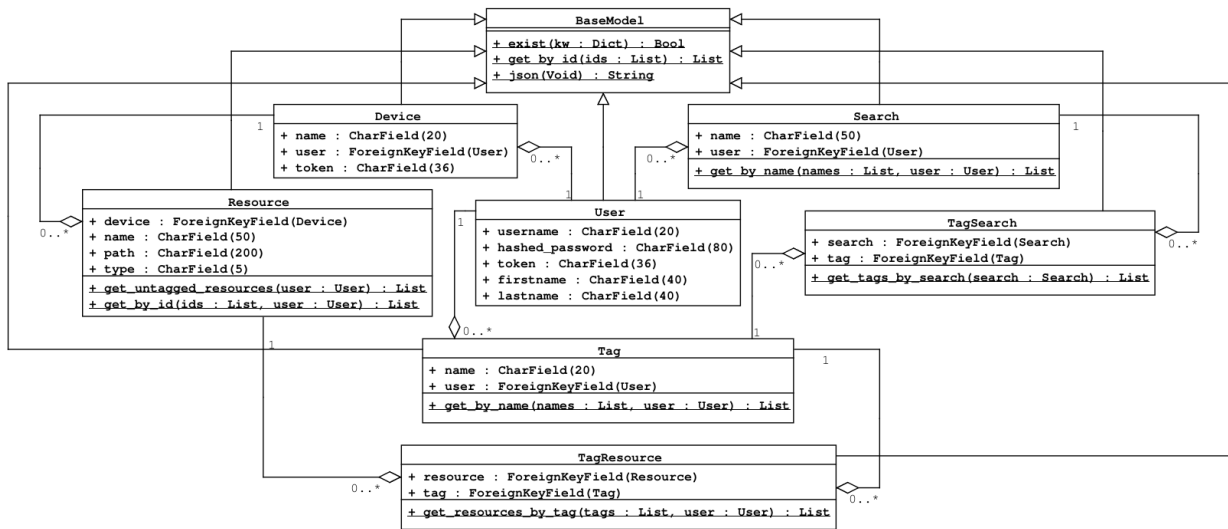 BaseModel
+ exist(kw : Dict) : Bool
+ get_by_id(ids : List) : List
+ json(Void) : String
Device
+ name : CharField(20)
+ user : ForeignKeyField(User)
+ token : CharField(36)
1
0..*
1
Search
+ name : CharField(50)
+ user : ForeignKeyField(User)
+ get_by_name(names : List, user : User) : List
1
0..*
1
0..*
Resource
+ device : ForeignKeyField(Device)
+ name : CharField(50)
+ path : CharField(200)
+ type : CharField(5)
+ get_untagged_resources(user : User) : List
+ get_by_id(ids : List, user : User) : List
0..*
1
User
+ username : CharField(20)
+ hashed_password : CharField(80)
+ token : CharField(36)
+ firstname : CharField(40)
+ lastname : CharField(40)
1
0..*
TagSearch
+ search : ForeignKeyField(Search)
+ tag : ForeignKeyField(Tag)
+ get_tags_by_search(search : Search) : List
0..*
1
Tag
+ name : CharField(20)
+ user : ForeignKeyField(User)
+ get_by_name(names : List, user : User) : List
1
TagResource
+ resource : ForeignKeyField(Resource)
+ tag : ForeignKeyField(Tag)
+ get_resources_by_tag(tags : List, user : User) : List
0..*
0..*